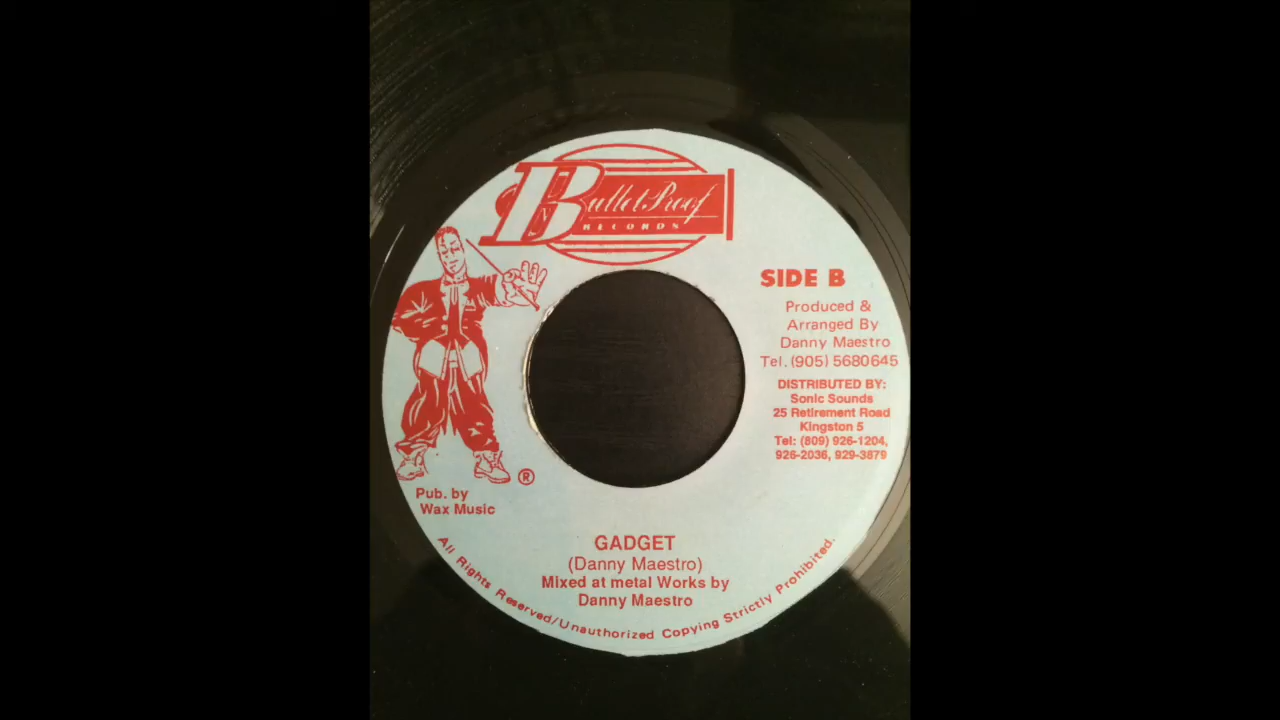 Bullet Proof
RECORDS
SIDE B
Produced &
Arranged By
Danny Maestro
Tel. (905) 5680645
DISTRIBUTED BY:
Sonic Sounds
25 Retirement Road
Kingston 5
Tel: (809) 926-1204,
926-2036, 929-3879
®
Pub. by
Wax Music
GADGET
(Danny Maestro)
Mixed at metal Works by
Danny Maestro
All Rights Reserved/Unauthorized Copying Strictly Prohibited.